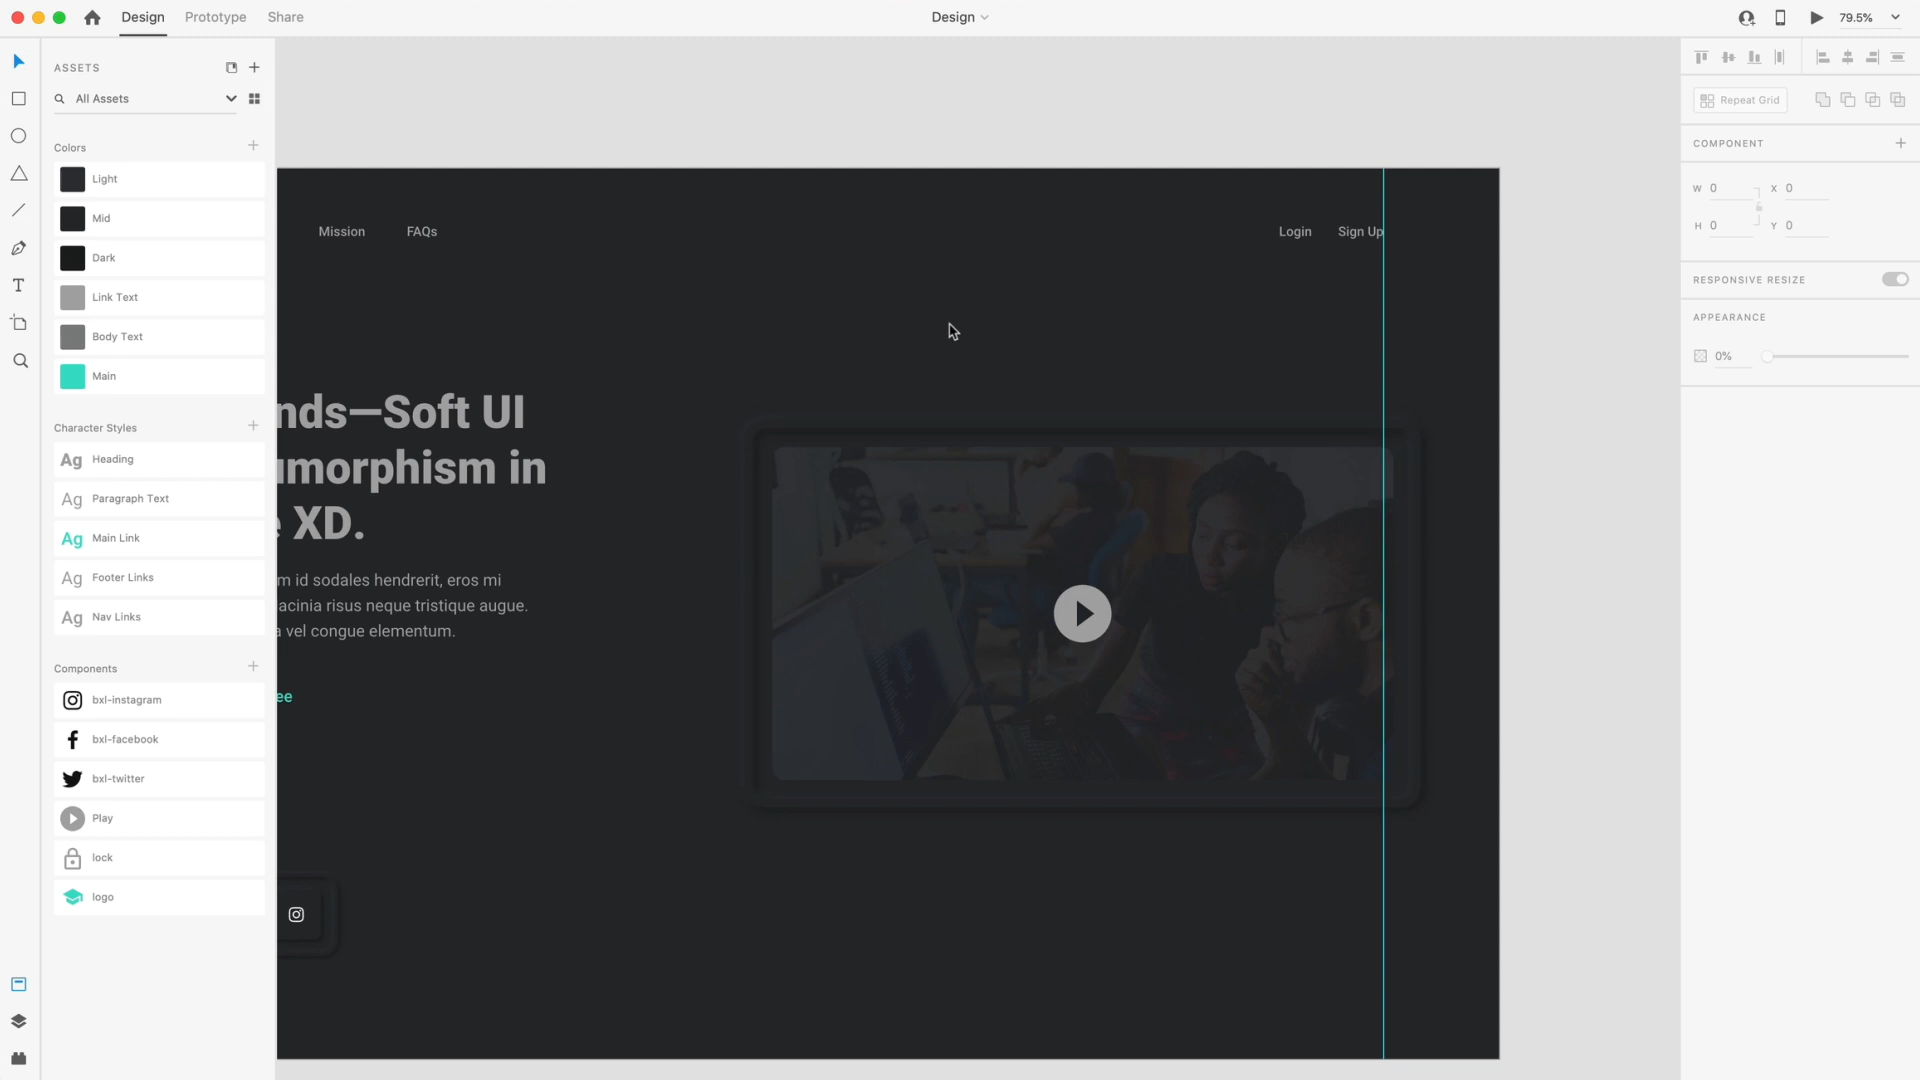 Design
Prototype
Share
Design
79.5%
ASSETS
All Assets
Colors
Light
Mid
Dark
Link Text
Body Text
Main
Character Styles
Ag Heading
Ag Paragraph Text
Ag Main Link
Ag Footer Links
Ag Nav Links
Components
bxl-instagram
bxl-facebook
bxl-twitter
Play
lock
logo
Mission
FAQs
Login
Sign Up
nds—Soft UI
umorphism in
e XD.
m id sodales hendrerit, eros mi
acinia risus neque tristique augue.
a vel congue elementum.
ee
Repeat Grid
COMPONENT
W 0
X 0
H 0
Y 0
RESPONSIVE RESIZE
APPEARANCE
0%